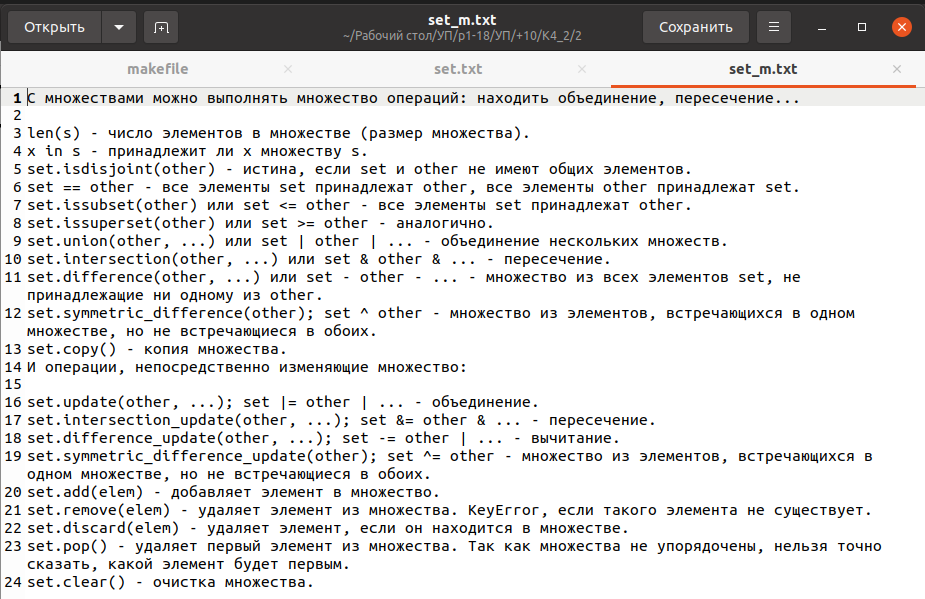 Открыть
set_m.txt
~/Рабочий стол/УП/p1-18/УП/+10/K4_2/2
Сохранить
makefile
set.txt
set_m.txt
1 С множествами можно выполнять множество операций: находить объединение, пересечение...
2
3 len(s) - число элементов в множестве (размер множества).
4 x in s - принадлежит ли x множеству s.
5 set.isdisjoint(other) - истина, если set и other не имеют общих элементов.
6 set == other - все элементы set принадлежат other, все элементы other принадлежат set.
7 set.issubset(other) или set <= other - все элементы set принадлежат other.
8 set.issuperset(other) или set >= other - аналогично.
9 set.union(other, ...) или set | other | ... - объединение нескольких множеств.
10 set.intersection(other, ...) или set & other & ... - пересечение.
11 set.difference(other, ...) или set - other - ... - множество из всех элементов set, не
принадлежащие ни одному из other.
12 set.symmetric_difference(other); set ^ other - множество из элементов, встречающихся в одном
множестве, но не встречающиеся в обоих.
13 set.copy() - копия множества.
14 И операции, непосредственно изменяющие множество:
15
16 set.update(other, ...); set |= other | ... - объединение.
17 set.intersection_update(other, ...); set &= other & ... - пересечение.
18 set.difference_update(other, ...); set -= other | ... - вычитание.
19 set.symmetric_difference_update(other); set ^= other - множество из элементов, встречающихся в
одном множестве, но не встречающиеся в обоих.
20 set.add(elem) - добавляет элемент в множество.
21 set.remove(elem) - удаляет элемент из множества. KeyError, если такого элемента не существует.
22 set.discard(elem) - удаляет элемент, если он находится в множестве.
23 set.pop() - удаляет первый элемент из множества. Так как множества не упорядочены, нельзя точно
сказать, какой элемент будет первым.
24 set.clear() - очистка множества.